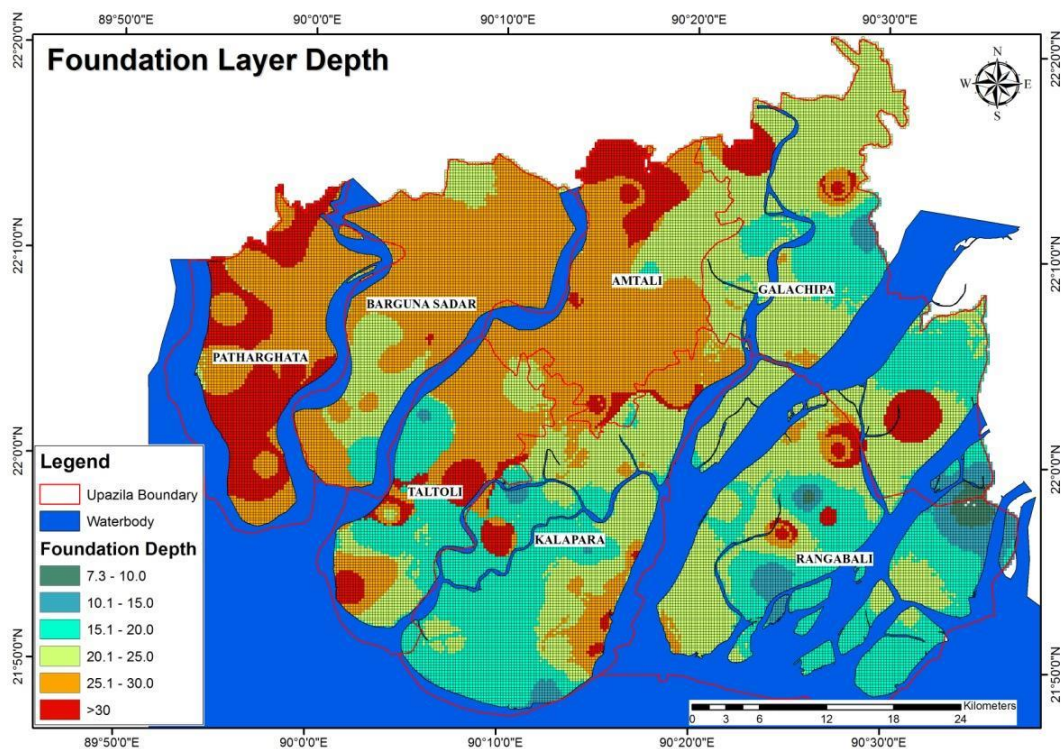 89°50'0"E 90°0'0"E 90°10'0"E 90°20'0"E 90°30'0"E
Foundation Layer Depth
N
W E
S
22°20'0"N
22°20'0"N
22°10'0"N
22°10'0"N
AMTALI
GALACHIPA
BARGUNA SADAR
PATHARGHATA
22°0'0"N
22°0'0"N
TALTOLI
KALAPARA
RANGABALI
Legend
Upazila Boundary
Waterbody
Foundation Depth
7.3 - 10.0
10.1 - 15.0
15.1 - 20.0
20.1 - 25.0
25.1 - 30.0
>30
21°50'0"N
21°50'0"N
Kilometers
0 3 6 12 18 24
89°50'0"E 90°0'0"E 90°10'0"E 90°20'0"E 90°30'0"E